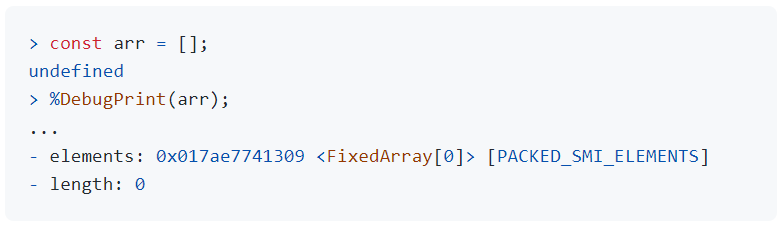 > const arr = [];
undefined
> %DebugPrint(arr);
...
- elements: 0x017ae7741309 <FixedArray[0]> [PACKED_SMI_ELEMENTS]
- length: 0